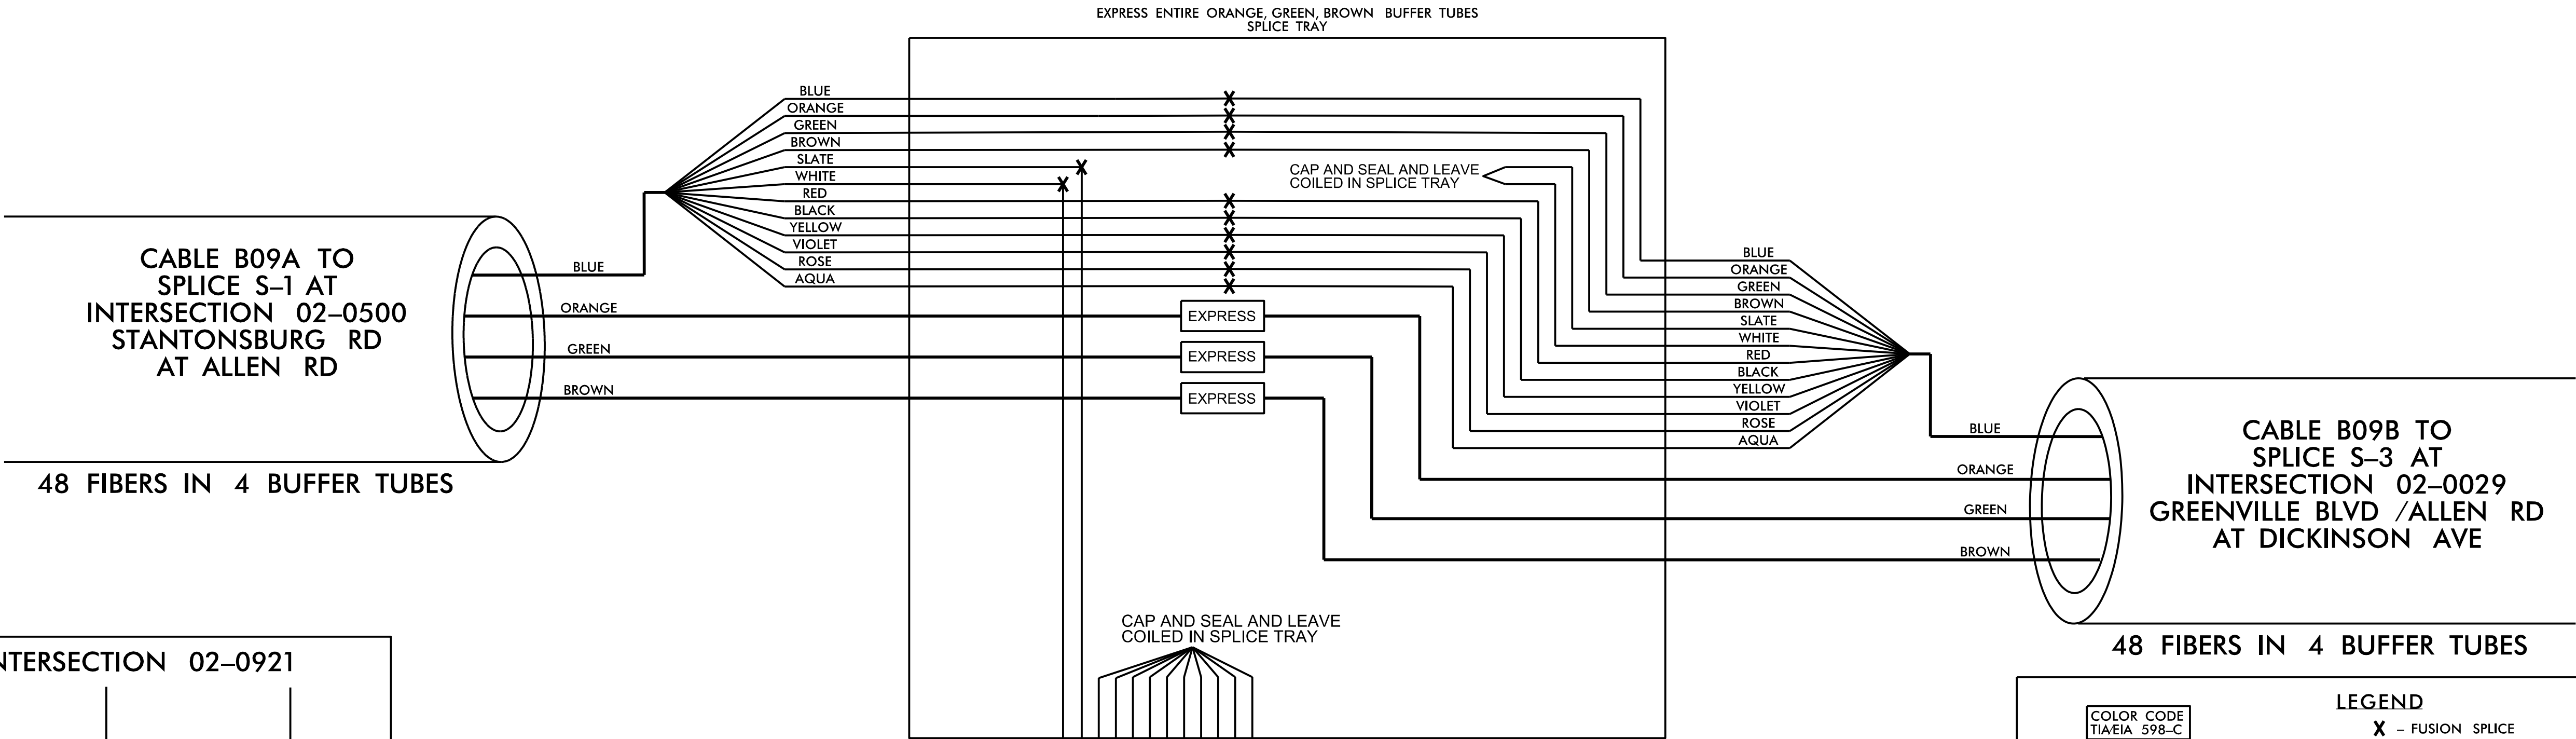 EXPRESS ENTIRE ORANGE, GREEN, BROWN BUFFER TUBES
SPLICE TRAY
BLUE
ORANGE
GREEN
BROWN
SLATE
WHITE
RED
BLACK
YELLOW
VIOLET
ROSE
AQUA
CAP AND SEAL AND LEAVE
COILED IN SPLICE TRAY
CABLE B09A TO
SPLICE S–1 AT
INTERSECTION 02–0500
STANTONSBURG RD
AT ALLEN RD
48 FIBERS IN 4 BUFFER TUBES
BLUE
ORANGE
GREEN
BROWN
EXPRESS
EXPRESS
EXPRESS
BLUE
ORANGE
GREEN
BROWN
SLATE
WHITE
RED
BLACK
YELLOW
VIOLET
ROSE
AQUA
BLUE
ORANGE
GREEN
BROWN
CABLE B09B TO
SPLICE S–3 AT
INTERSECTION 02–0029
GREENVILLE BLVD /ALLEN RD
AT DICKINSON AVE
48 FIBERS IN 4 BUFFER TUBES
CAP AND SEAL AND LEAVE
COILED IN SPLICE TRAY
NTERSECTION 02–0921
LEGEND
COLOR CODE
TIA/EIA 598–C
X – FUSION SPLICE